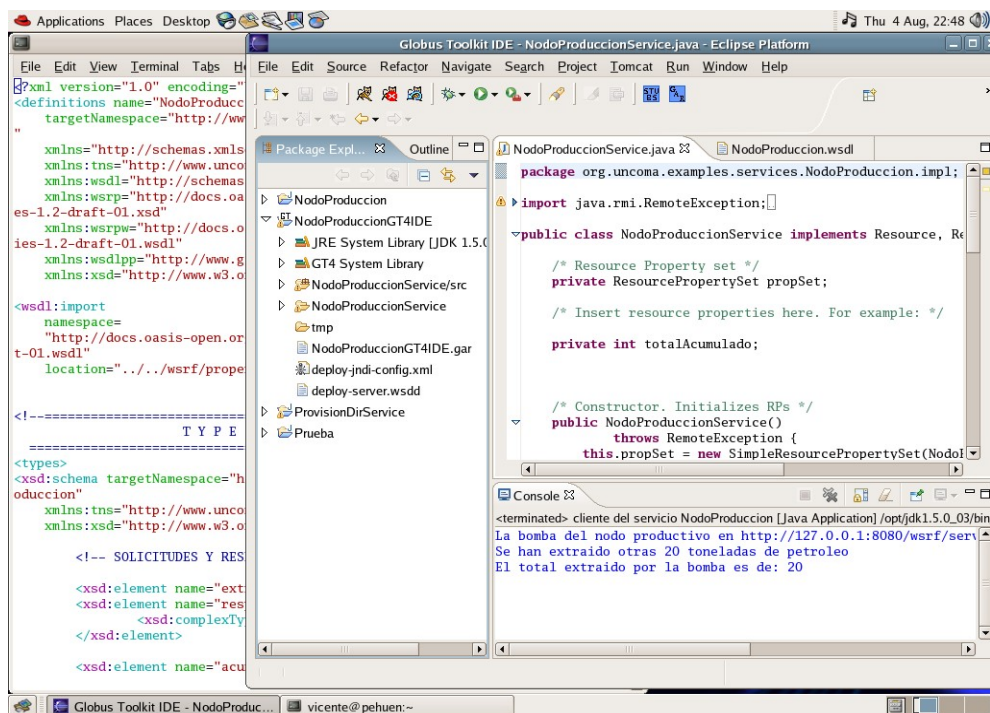 Applications Places Desktop Thu 4 Aug, 22:48
Globus Toolkit IDE - NodoProduccionService.java - Eclipse Platform
File Edit View Terminal Tabs
<?xml version="1.0" encoding="
<definitions name="NodoProducc
targetNamespace="http://ww
"
xmlns="http://schemas.xmls
xmlns:tns="http://www.unco
xmlns:wsdl="http://schemas
xmlns:wsrp="http://docs.oa
es-1.2-draft-01.xsd"
xmlns:wsrpw="http://docs.o
ies-1.2-draft-01.wsdl"
xmlns:wsdlpp="http://www.g
xmlns:xsd="http://www.w3.o
<wsdl:import
namespace=
"http://docs.oasis-open.or
t-01.wsdl"
location="../../wsrf/prope
<!--============================
T Y P E
============================
<types>
<xsd:schema targetNamespace="h
oduccion"
xmlns:tns="http://www.unco
xmlns:xsd="http://www.w3.o
<!-- SOLICITUDES Y RES
<xsd:element name="ext
<xsd:element name="res
<xsd:complexTy
</xsd:element>
<xsd:element name="acu
File Edit Source Refactor Navigate Search Project Tomcat Run Window Help
Package Expl... Outline
NodoProduccion
NodoProduccionGT4IDE
JRE System Library [JDK 1.5.0
GT4 System Library
NodoProduccionService/src
NodoProduccionService
tmp
NodoProduccionGT4IDE.gar
deploy-jndi-config.xml
deploy-server.wsdd
ProvisionDirService
Prueba
NodoProduccionService.java NodoProduccion.wsdl
package org.uncoma.examples.services.NodoProduccion.impl;
import java.rmi.RemoteException;
public class NodoProduccionService implements Resource, Re
/* Resource Property set */
private ResourcePropertySet propSet;
/* Insert resource properties here. For example: */
private int totalAcumulado;
/* Constructor. Initializes RPs */
public NodoProduccionService()
throws RemoteException {
this.propSet = new SimpleResourcePropertySet(NodoP
Console
<terminated> cliente del servicio NodoProduccion [Java Application] /opt/jdk1.5.0_03/bin
La bomba del nodo productivo en http://127.0.0.1:8080/wsrf/serv
Se han extraido otras 20 toneladas de petroleo
El total extraido por la bomba es de: 20
Globus Toolkit IDE - NodoProduc... vicente@pehuen:~